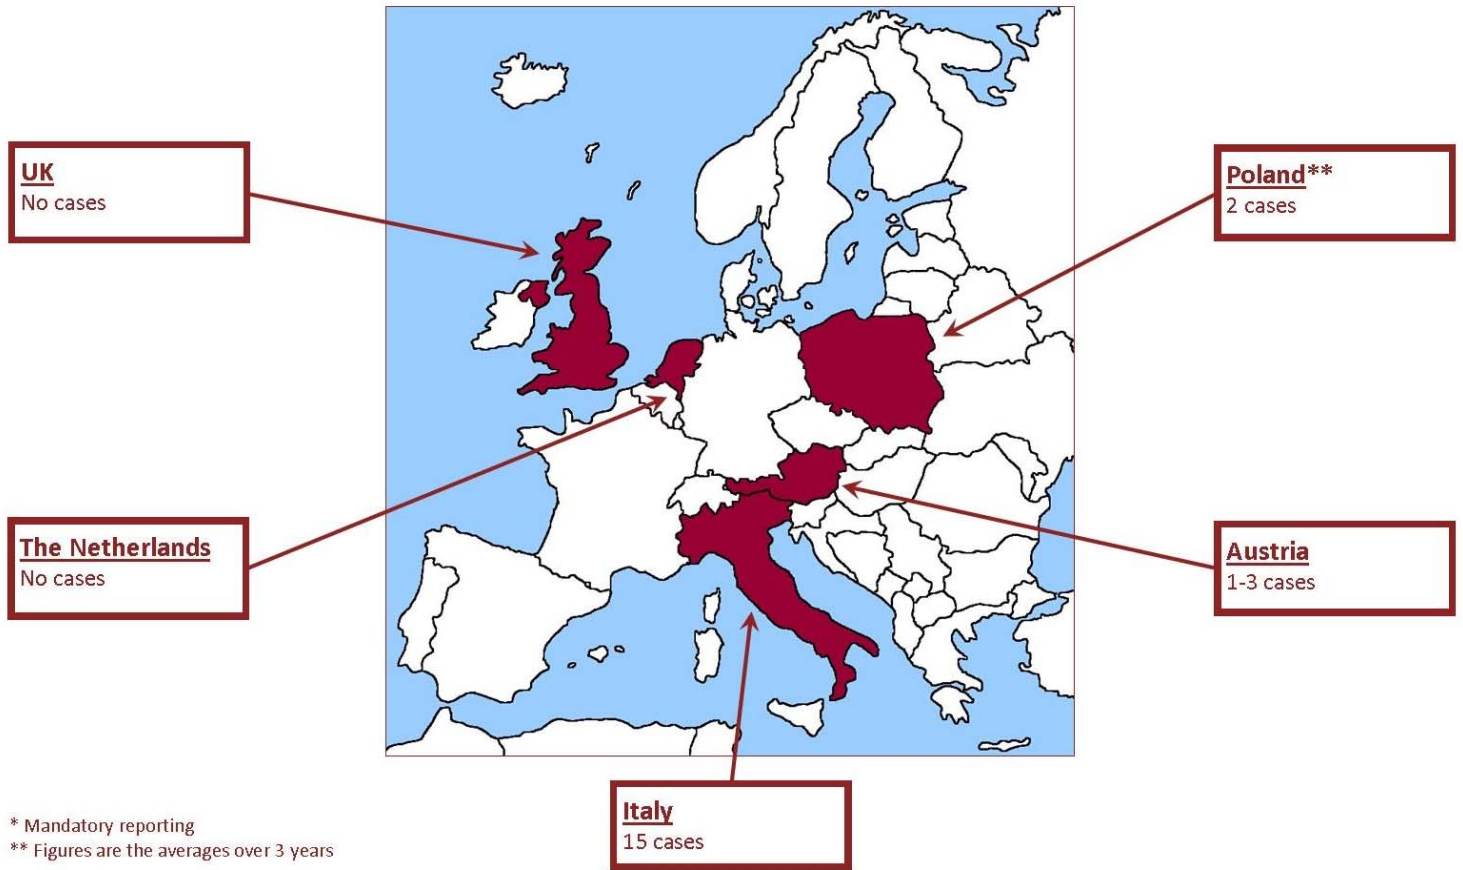 UK
No cases
Poland**
2 cases
The Netherlands
No cases
Austria
1-3 cases
Italy
15 cases
* Mandatory reporting
** Figures are the averages over 3 years